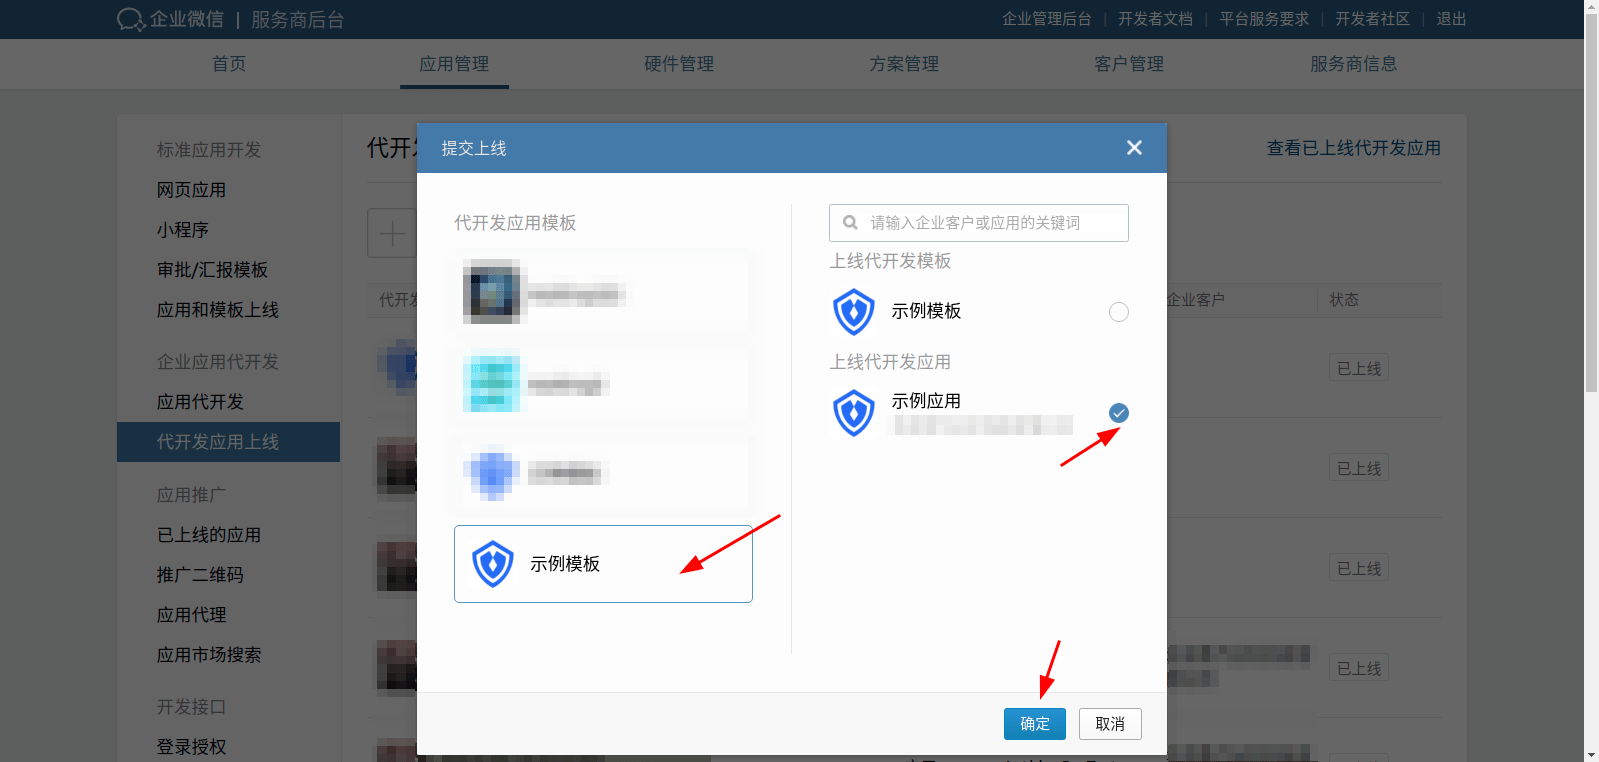 企业微信 | 服务商后台
企业管理后台 | 开发者文档 | 平台服务要求 | 开发者社区 | 退出
首页
应用管理
硬件管理
方案管理
客户管理
服务商信息
标准应用开发
网页应用
小程序
审批/汇报模板
应用和模板上线
企业应用代开发
应用代开发
代开发应用上线
应用推广
已上线的应用
推广二维码
应用代理
应用市场搜索
开发接口
登录授权
代开
查看已上线代开发应用
代开发
企业客户
状态
已上线
已上线
已上线
已上线
提交上线
代开发应用模板
示例模板
请输入企业客户或应用的关键词
上线代开发模板
示例模板
上线代开发应用
示例应用
确定
取消